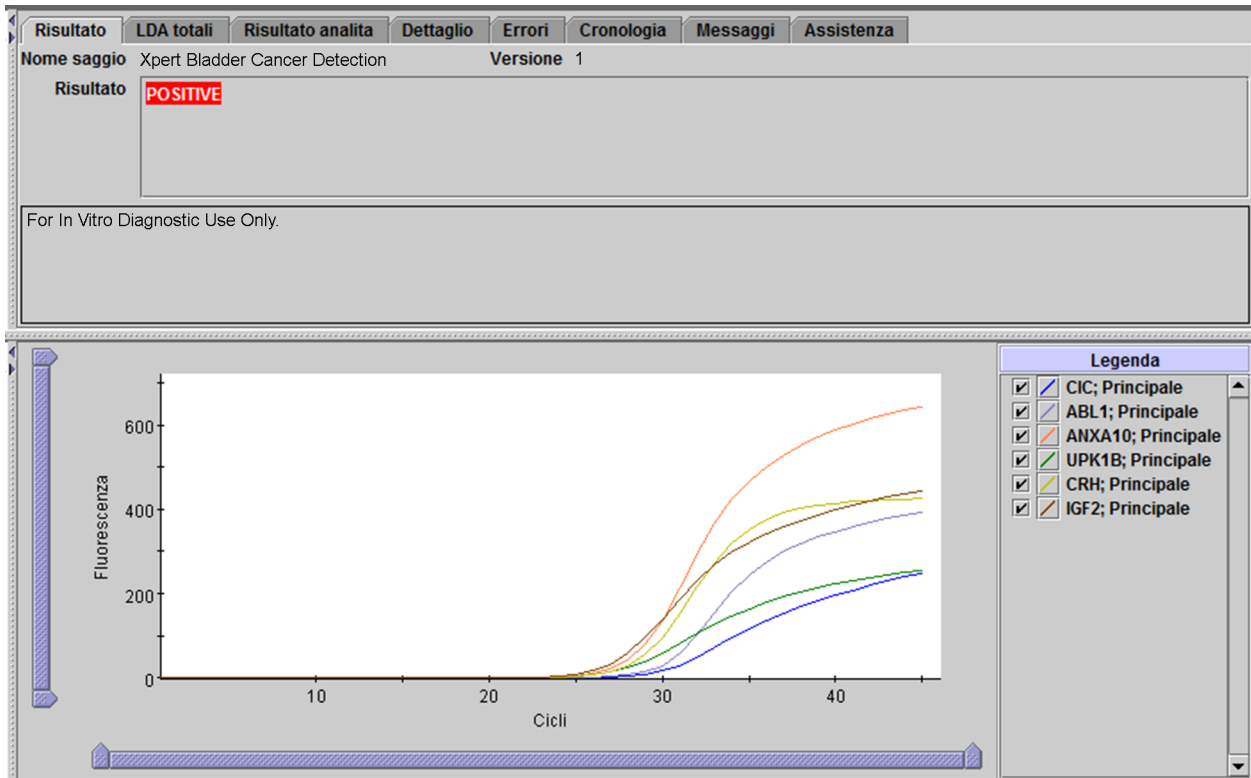 Risultato LDA totali Risultato analita Dettaglio Errori Cronologia Messaggi Assistenza
Nome saggio Xpert Bladder Cancer Detection Versione 1
Risultato POSITIVE
For In Vitro Diagnostic Use Only.
Fluorescenza
600
400
200
0
10 20 30 40
Cicli
Legenda
CIC; Principale
ABL1; Principale
ANXA10; Principale
UPK1B; Principale
CRH; Principale
IGF2; Principale